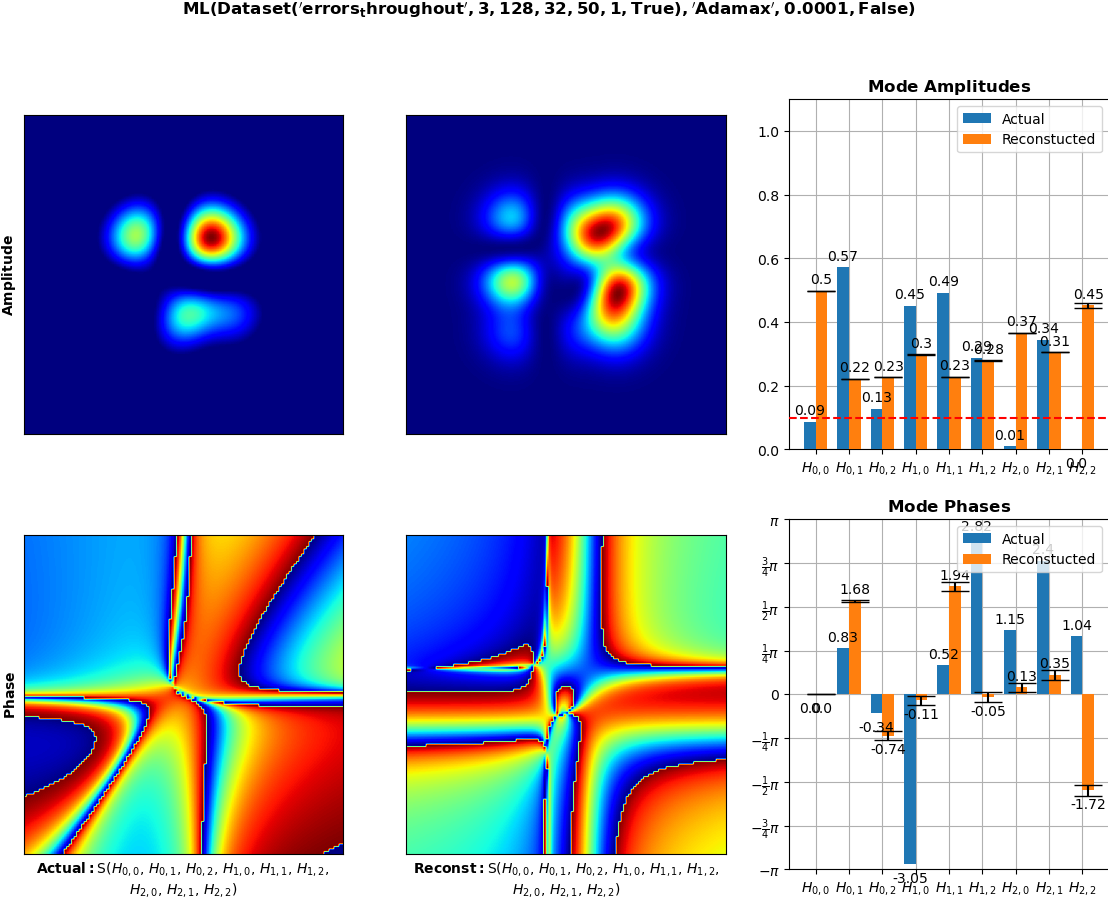 ML(Dataset('errors_throughout', 3, 128, 32, 50, 1, True), 'Adamax', 0.0001, False)
Amplitude
Mode Amplitudes
Actual
Reconstucted
1.0
0.8
0.6
0.4
0.2
0.0
0.09
0.5
0.57
0.22
0.13
0.23
0.45
0.3
0.49
0.23
0.29
0.28
0.01
0.37
0.34
0.31
0.0
0.45
H0,0 H0,1 H0,2 H1,0 H1,1 H1,2 H2,0 H2,1 H2,2
Phase
Actual: S(H0,0, H0,1, H0,2, H1,0, H1,1, H1,2,
H2,0, H2,1, H2,2)
Reconst: S(H0,0, H0,1, H0,2, H1,0, H1,1, H1,2,
H2,0, H2,1, H2,2)
Mode Phases
Actual
Reconstucted
π
3/4π
1/2π
1/4π
0
−1/4π
−1/2π
−3/4π
−π
0.0
0.83
1.68
-0.34
-0.74
-3.05
-0.11
0.52
1.94
2.82
-0.05
1.15
0.13
2.4
0.35
1.04
-1.72
H0,0 H0,1 H0,2 H1,0 H1,1 H1,2 H2,0 H2,1 H2,2